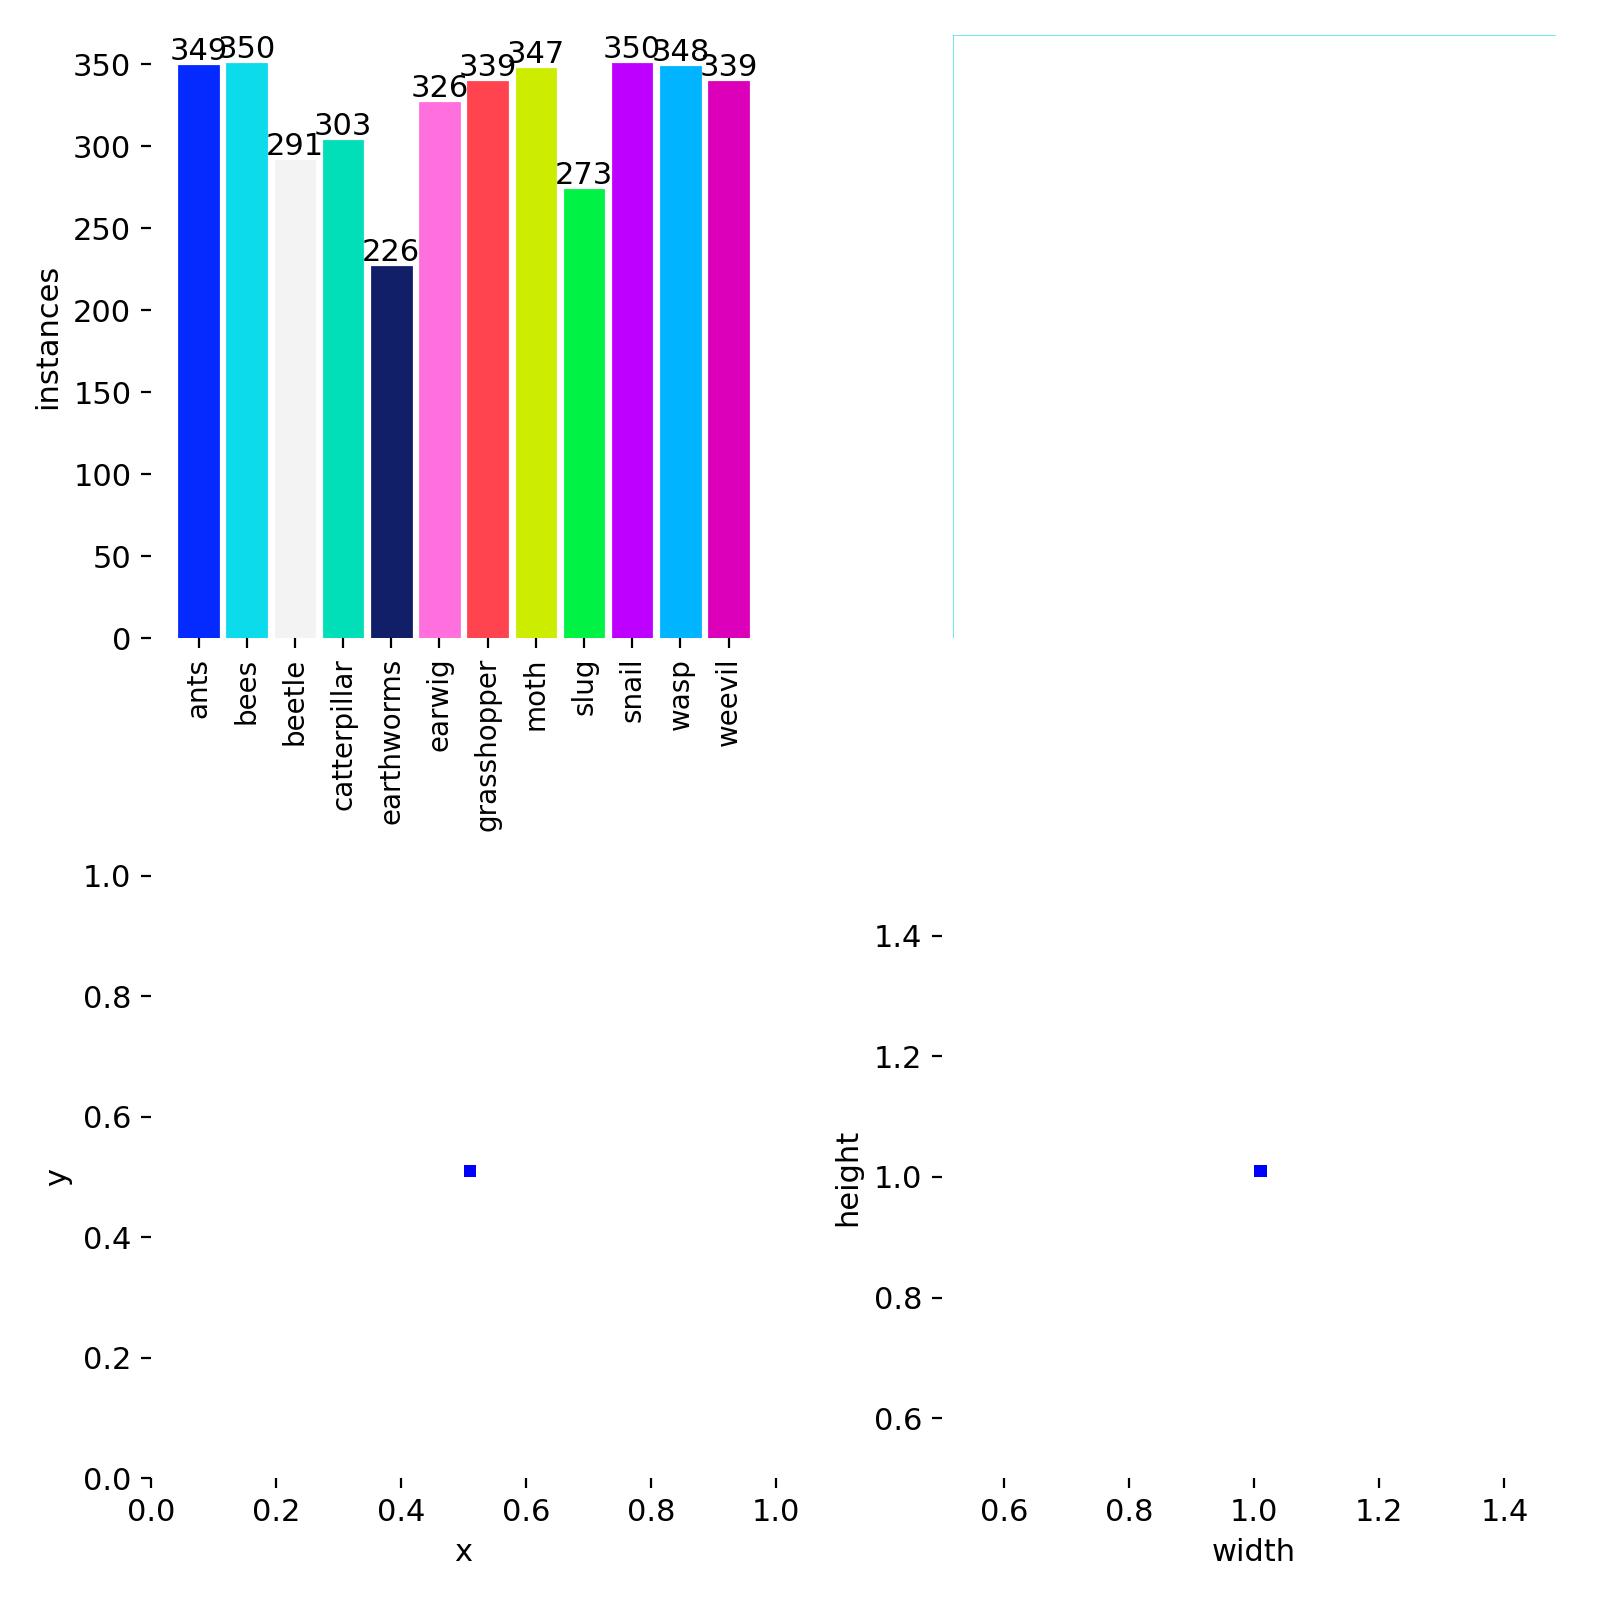 349 350 291 303 226 326 339 347 273 350 348 339
350
300
250
200
150
100
50
0
instances
ants
bees
beetle
catterpillar
earthworms
earwig
grasshopper
moth
slug
snail
wasp
weevil
1.0
0.8
0.6
0.4
0.2
0.0
y
0.0 0.2 0.4 0.6 0.8 1.0
x
1.4
1.2
1.0
0.8
0.6
height
0.6 0.8 1.0 1.2 1.4
width